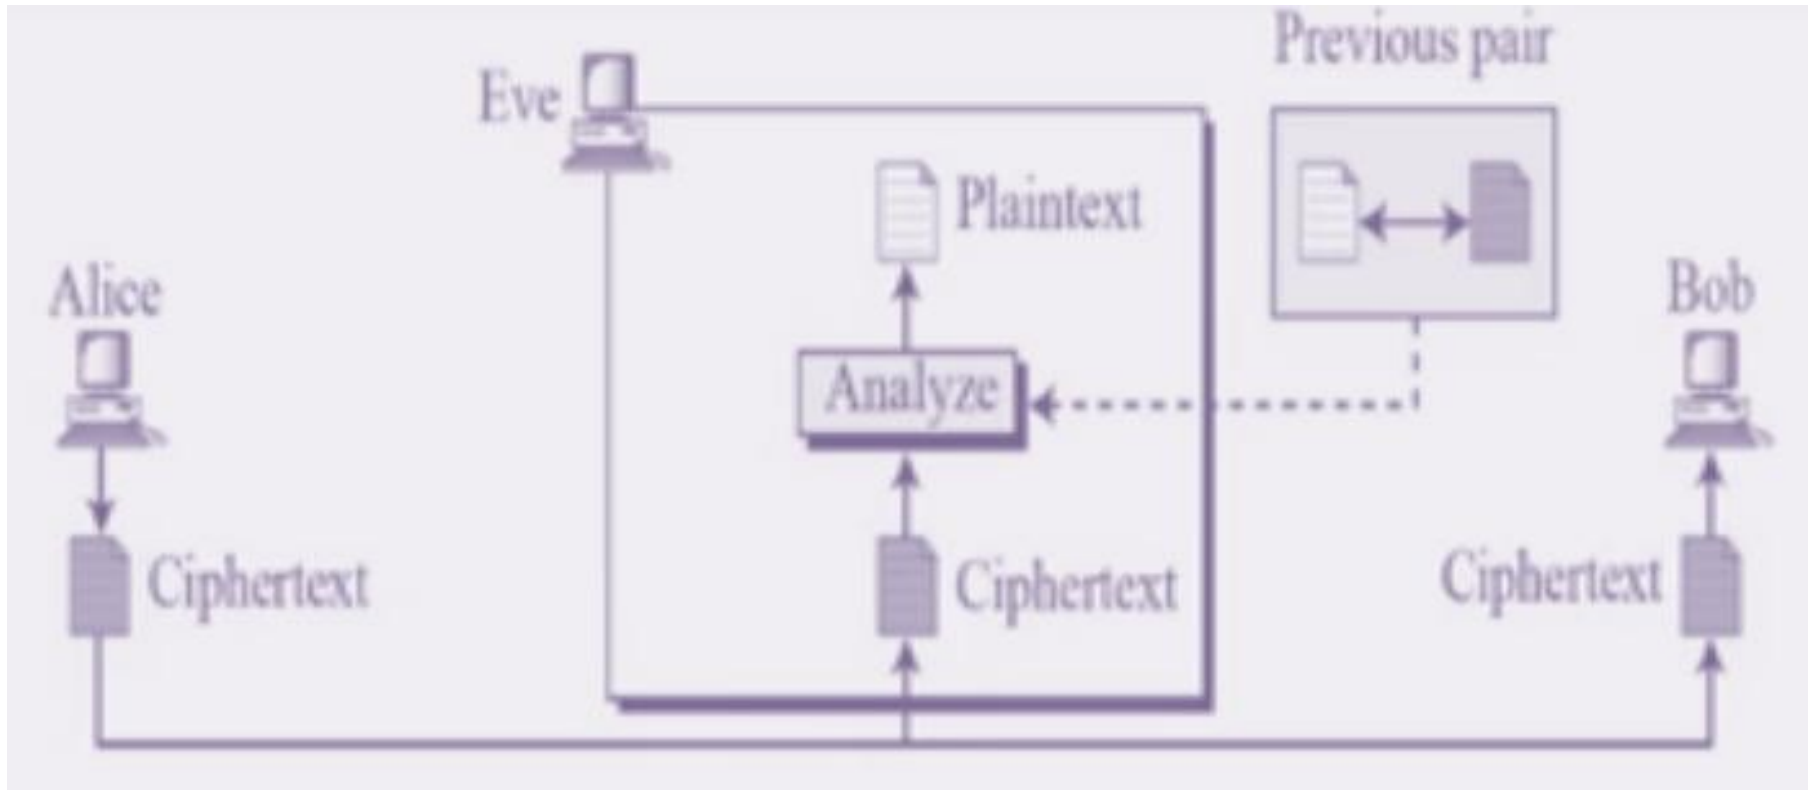 Previous pair
Eve
Plaintext
Alice
Bob
Analyze
Ciphertext
Ciphertext
Ciphertext